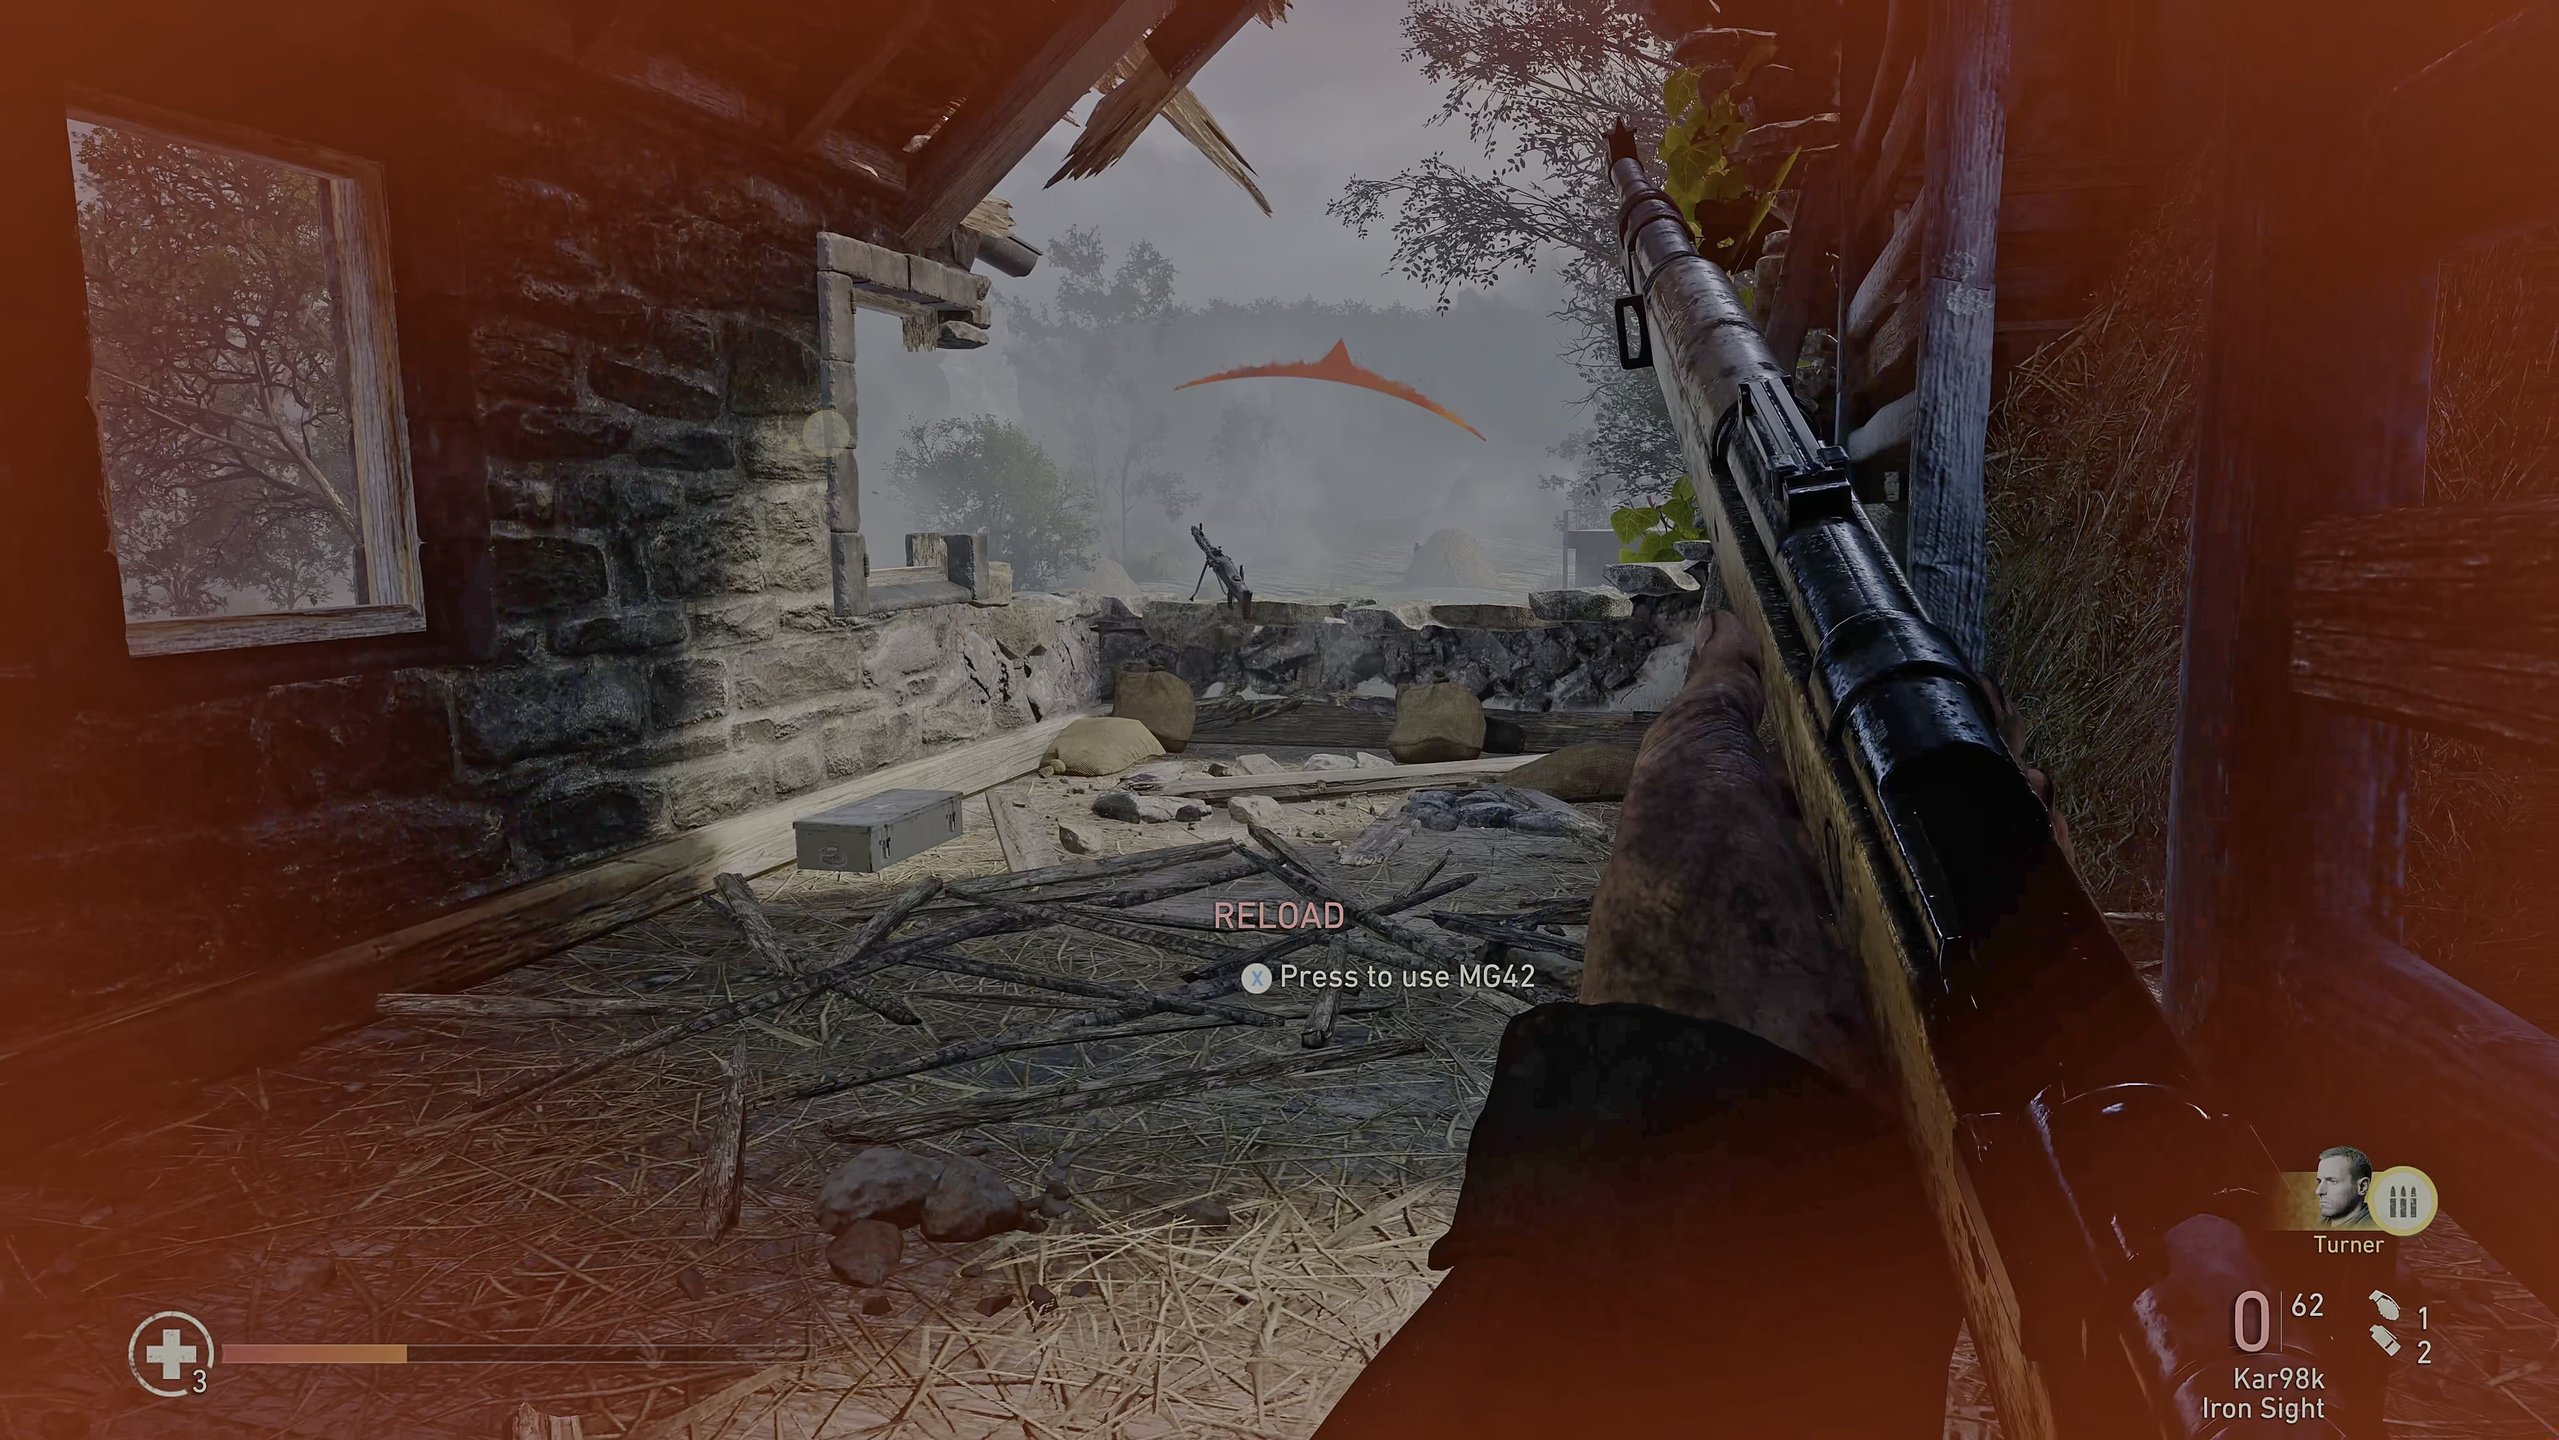 RELOAD
X Press to use MG42
Turner
0 62
1
2
Kar98k
Iron Sight
3